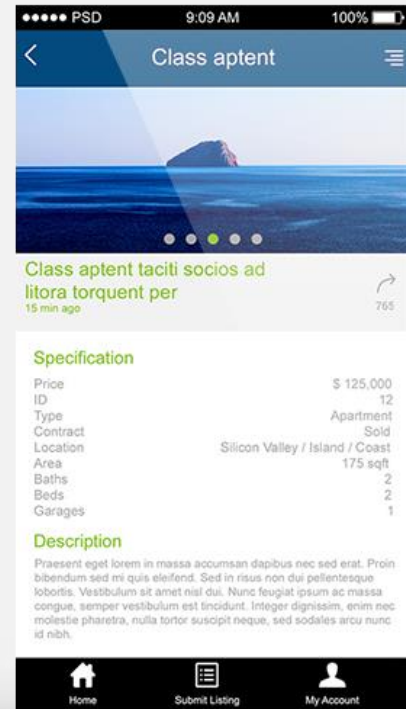 PSD 9:09 AM 100%
Class aptent
Class aptent taciti socios ad
litora torquent per
15 min ago
765
Specification
Price $ 125,000
ID 12
Type Apartment
Contract Sold
Location Silicon Valley / Island / Coast
Area 175 sqft
Baths 2
Beds 2
Garages 1
Description
Praesent eget lorem in massa accumsan dapibus nec sed erat. Proin
bibendum sed mi quis eleifend. Sed in risus non dui pellentesque
lobortis. Vestibulum sit amet nisl dui. Nunc feugiat ipsum ac massa
congue, semper vestibulum est tincidunt. Integer dignissim, enim nec
molestie pharetra, nulla tortor suscipit neque, sed sodales arcu nunc
id nibh.
Home Submit Listing My Account